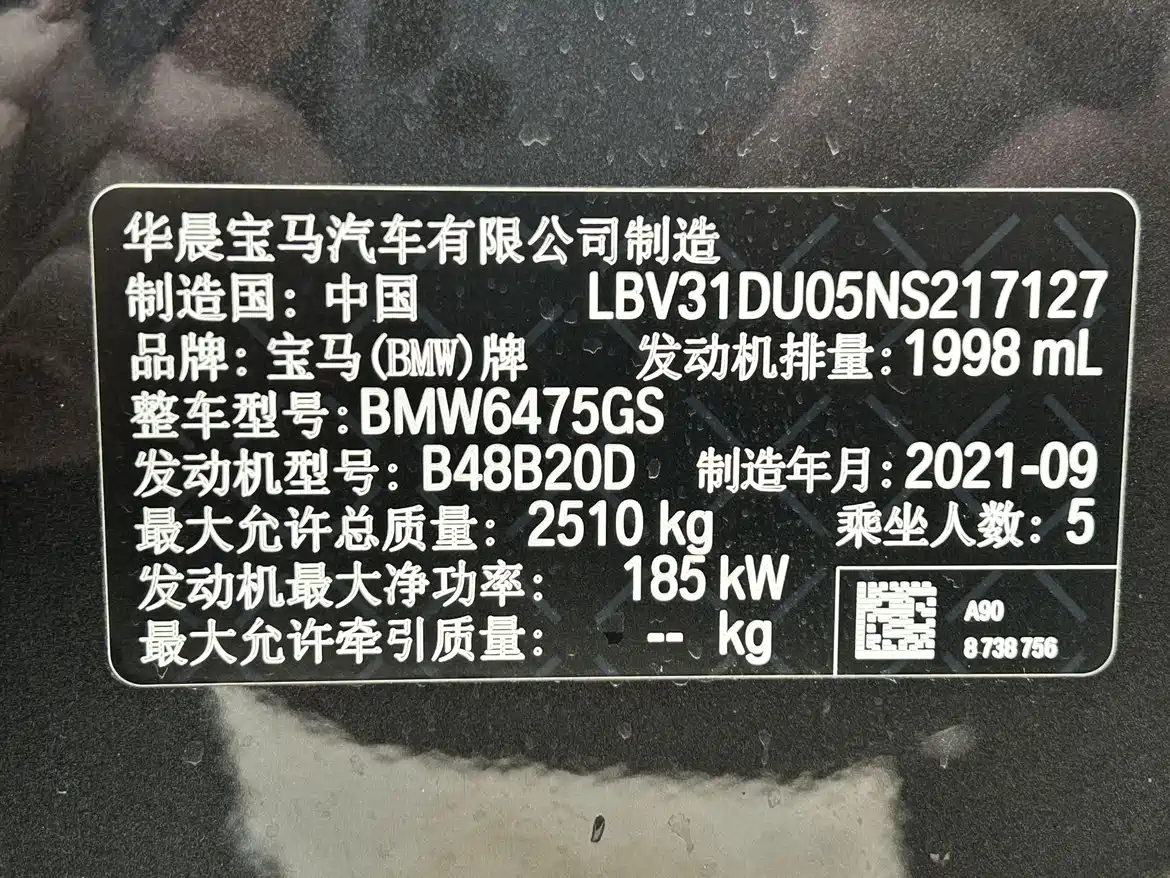 华晨宝马汽车有限公司制造
制造国：中国 LBV31DU05NS217127
品牌：宝马(BMW)牌 发动机排量：1998 mL
整车型号：BMW6475GS
发动机型号：B48B20D 制造年月：2021-09
最大允许总质量：2510 kg 乘坐人数：5
发动机最大净功率：185 kW
最大允许牵引质量：-- kg
A90
8 738 756